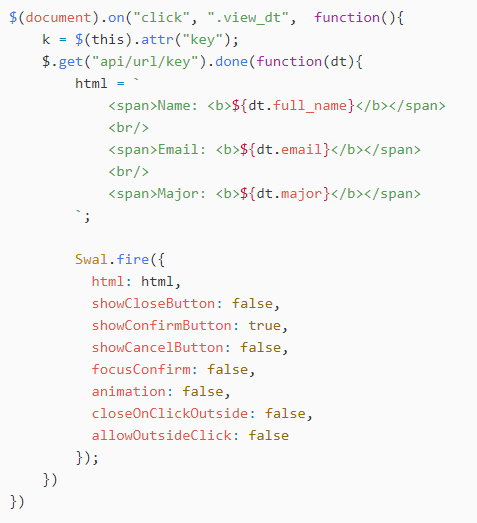 $(document).on("click", ".view_dt",  function(){
    k = $(this).attr("key");
    $.get("api/url/key").done(function(dt){
        html = `
            <span>Name: <b>${dt.full_name}</b></span>
            <br/>
            <span>Email: <b>${dt.email}</b></span>
            <br/>
            <span>Major: <b>${dt.major}</b></span>
        `;

        Swal.fire({
          html: html,
          showCloseButton: false,
          showConfirmButton: true,
          showCancelButton: false,
          focusConfirm: false,
          animation: false,
          closeOnClickOutside: false,
          allowOutsideClick: false
        });
    })
})